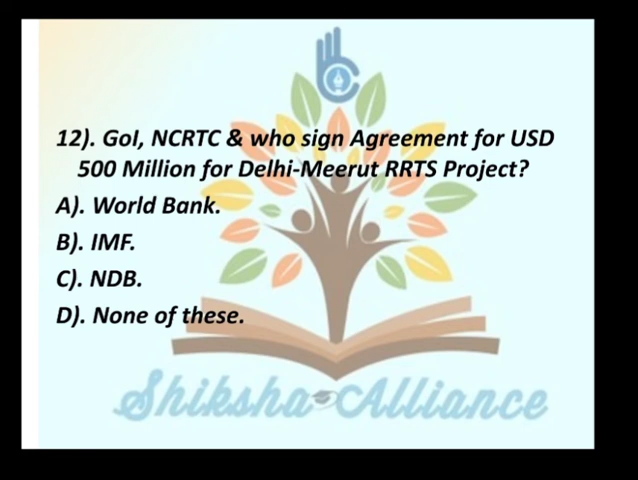 12). GoI, NCRTC & who sign Agreement for USD
500 Million for Delhi-Meerut RRTS Project?
A). World Bank.
B). IMF.
C). NDB.
D). None of these.
Shiksha Alliance